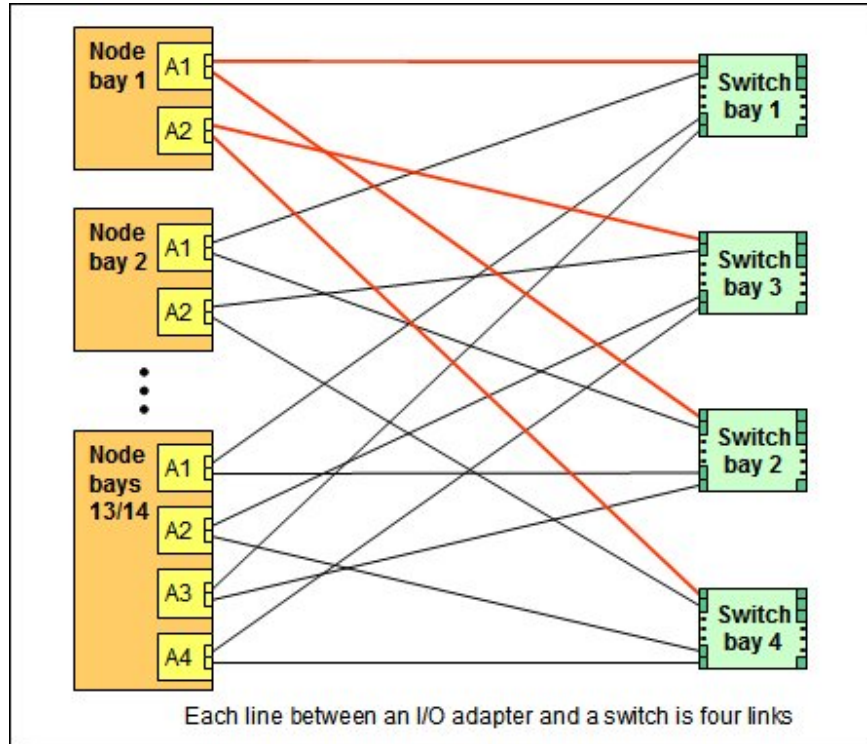 Node
bay 1
A1
A2
Node
bay 2
A1
A2
Node
bays
13/14
A1
A2
A3
A4
Switch
bay 1
Switch
bay 3
Switch
bay 2
Switch
bay 4
Each line between an I/O adapter and a switch is four links